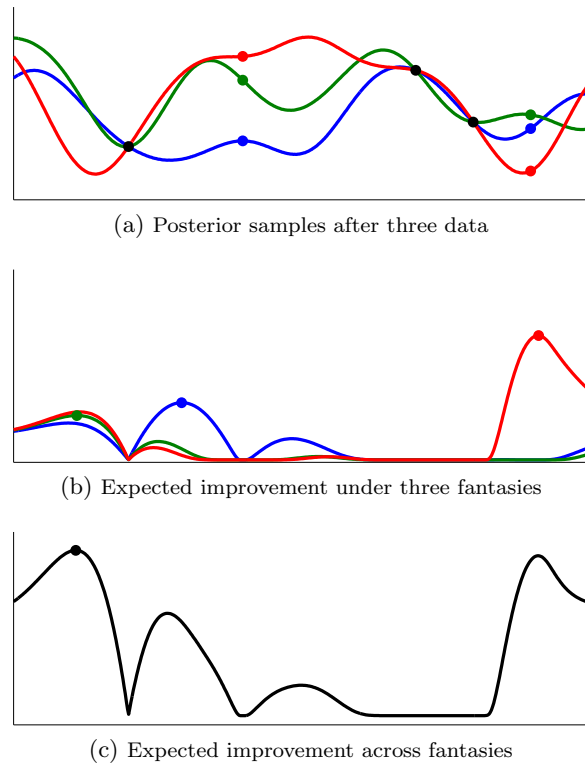 (a) Posterior samples after three data
(b) Expected improvement under three fantasies
(c) Expected improvement across fantasies